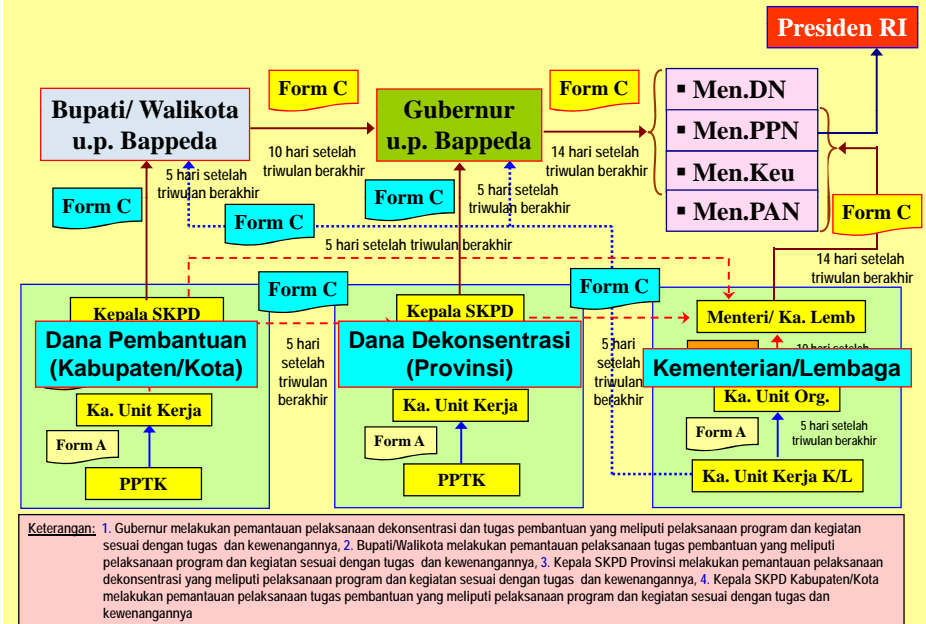 Presiden RI
Form C
Form C
Bupati/ Walikota
u.p. Bappeda
Gubernur
u.p. Bappeda
▪ Men.DN
▪ Men.PPN
▪ Men.Keu
▪ Men.PAN
10 hari setelah
triwulan berakhir
14 hari setelah
triwulan berakhir
5 hari setelah
triwulan berakhir
5 hari setelah
triwulan berakhir
Form C
Form C
Form C
Form C
5 hari setelah triwulan berakhir
14 hari setelah
triwulan berakhir
Form C
Form C
Kepala SKPD
Kepala SKPD
Menteri/ Ka. Lemb
Dana Pembantuan
(Kabupaten/Kota)
5 hari
setelah
triwulan
berakhir
Dana Dekonsentrasi
(Provinsi)
5 hari
setelah
triwulan
berakhir
10 hari setelah
Kementerian/Lembaga
Ka. Unit Kerja
Ka. Unit Kerja
Ka. Unit Org.
Form A
Form A
Form A
5 hari setelah
triwulan berakhir
PPTK
PPTK
Ka. Unit Kerja K/L
Keterangan: 1. Gubernur melakukan pemantauan pelaksanaan dekonsentrasi dan tugas pembantuan yang meliputi pelaksanaan program dan kegiatan
sesuai dengan tugas dan kewenangannya, 2. Bupati/Walikota melakukan pemantauan pelaksanaan tugas pembantuan yang meliputi
pelaksanaan program dan kegiatan sesuai dengan tugas dan kewenangannya, 3. Kepala SKPD Provinsi melakukan pemantauan pelaksanaan
dekonsentrasi yang meliputi pelaksanaan program dan kegiatan sesuai dengan tugas dan kewenangannya, 4. Kepala SKPD Kabupaten/Kota
melakukan pemantauan pelaksanaan tugas pembantuan yang meliputi pelaksanaan program dan kegiatan sesuai dengan tugas dan
kewenangannya